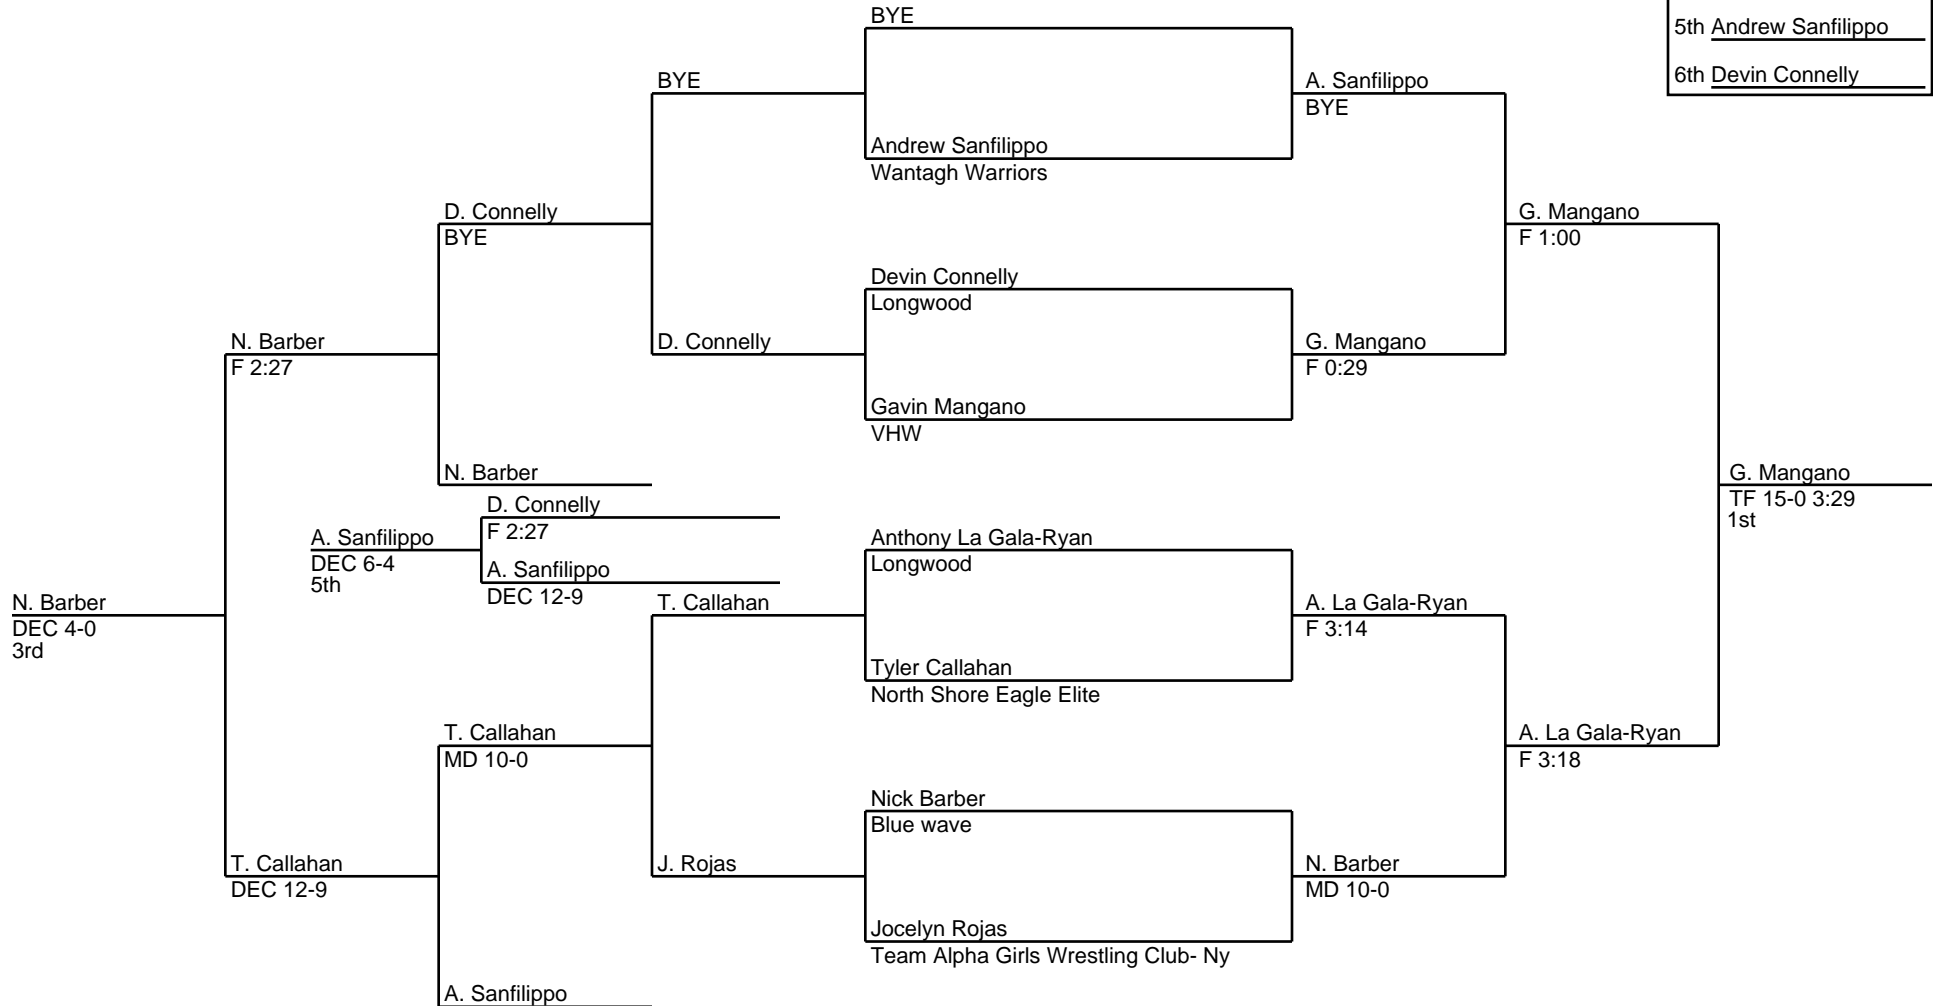 BYE
5th Andrew Sanfilippo
BYE
A. Sanfilippo
6th Devin Connelly
BYE
Andrew Sanfilippo
Wantagh Warriors
D. Connelly
BYE
G. Mangano
F 1:00
Devin Connelly
Longwood
N. Barber
F 2:27
D. Connelly
G. Mangano
F 0:29
Gavin Mangano
VHW
N. Barber
G. Mangano
TF 15-0 3:29
1st
D. Connelly
F 2:27
A. Sanfilippo
DEC 6-4
5th
A. Sanfilippo
DEC 12-9
Anthony La Gala-Ryan
Longwood
N. Barber
DEC 4-0
3rd
T. Callahan
A. La Gala-Ryan
F 3:14
Tyler Callahan
North Shore Eagle Elite
T. Callahan
MD 10-0
A. La Gala-Ryan
F 3:18
Nick Barber
Blue wave
T. Callahan
DEC 12-9
J. Rojas
N. Barber
MD 10-0
Jocelyn Rojas
Team Alpha Girls Wrestling Club- Ny
A. Sanfilippo